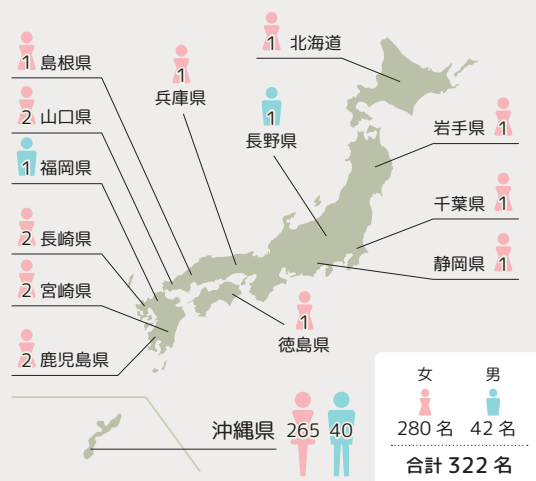 1 北海道
1 島根県
1
兵庫県
2 山口県
1
長野県
1 福岡県
岩手県 1
千葉県 1
2 長崎県
静岡県 1
2 宮崎県
1
徳島県
2 鹿児島県
沖縄県 265 40
女 男
280 名 42 名
合計 322 名